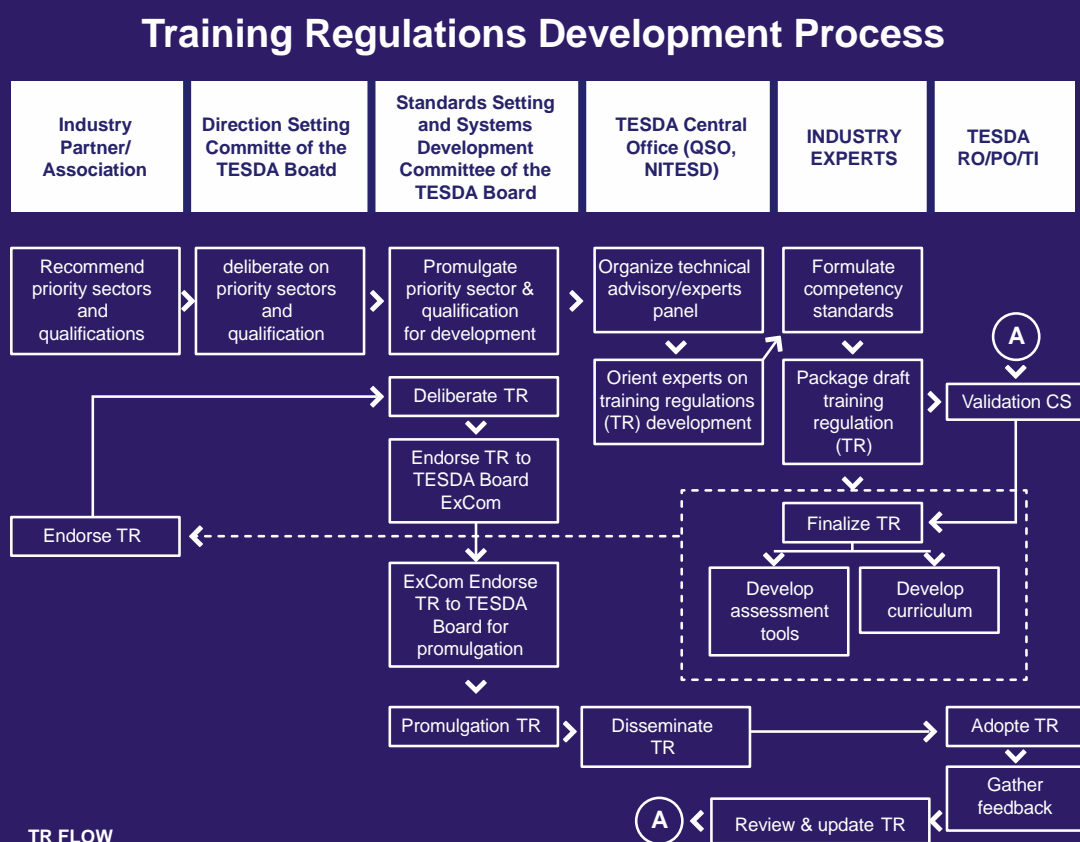 Training Regulations Development Process
Industry
Partner/
Association
Direction Setting
Committe of the
TESDA Boatd
Standards Setting
and Systems
Development
Committee of the
TESDA Board
TESDA Central
Office (QSO,
NITESD)
INDUSTRY
EXPERTS
TESDA
RO/PO/TI
Recommend
priority sectors
and
qualifications
deliberate on
priority sectors
and
qualification
Promulgate
priority sector &
qualification
for development
Organize technical
advisory/experts
panel
Formulate
competency
standards
A
Orient experts on
training regulations
(TR) development
Package draft
training
regulation
(TR)
Validation CS
Deliberate TR
Endorse TR to
TESDA Board
ExCom
Endorse TR
Finalize TR
ExCom Endorse
TR to TESDA
Board for
promulgation
Develop
assessment
tools
Develop
curriculum
Promulgation TR
Disseminate
TR
Adopte TR
Gather
feedback
Review & update TR
A
TR FLOW